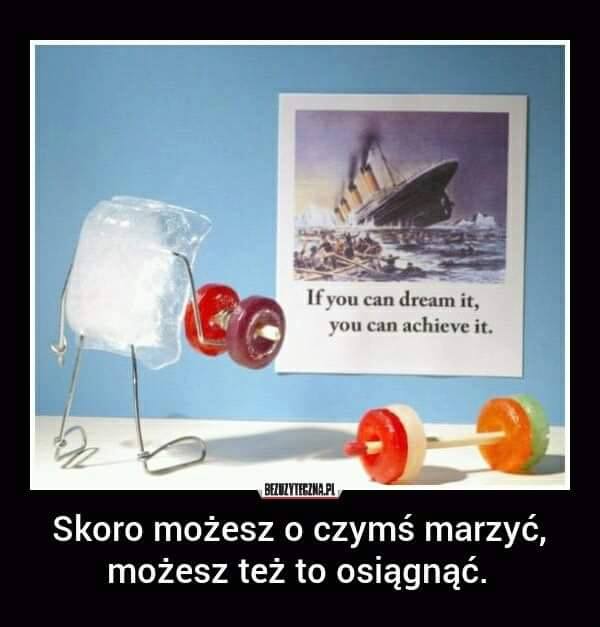 If you can dream it,
you can achieve it.
BEZUZYTECZNA.PL
Skoro możesz o czymś marzyć,
możesz też to osiągnąć.